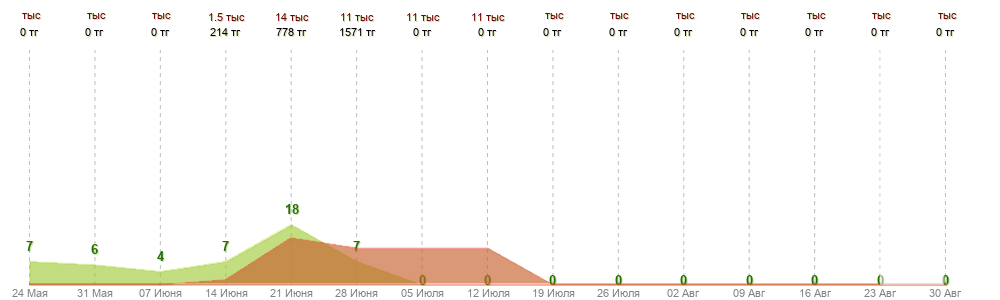 тыс тыс тыс 1.5 тыс 14 тыс 11 тыс 11 тыс 11 тыс тыс тыс тыс тыс тыс тыс тыс
0 тг 0 тг 0 тг 214 тг 778 тг 1571 тг 0 тг 0 тг 0 тг 0 тг 0 тг 0 тг 0 тг 0 тг 0 тг
18
7 6 4 7 7
0 0 0 0 0 0 0 0 0
24 Мая 31 Мая 07 Июня 14 Июня 21 Июня 28 Июня 05 Июля 12 Июля 19 Июля 26 Июля 02 Авг 09 Авг 16 Авг 23 Авг 30 Авг